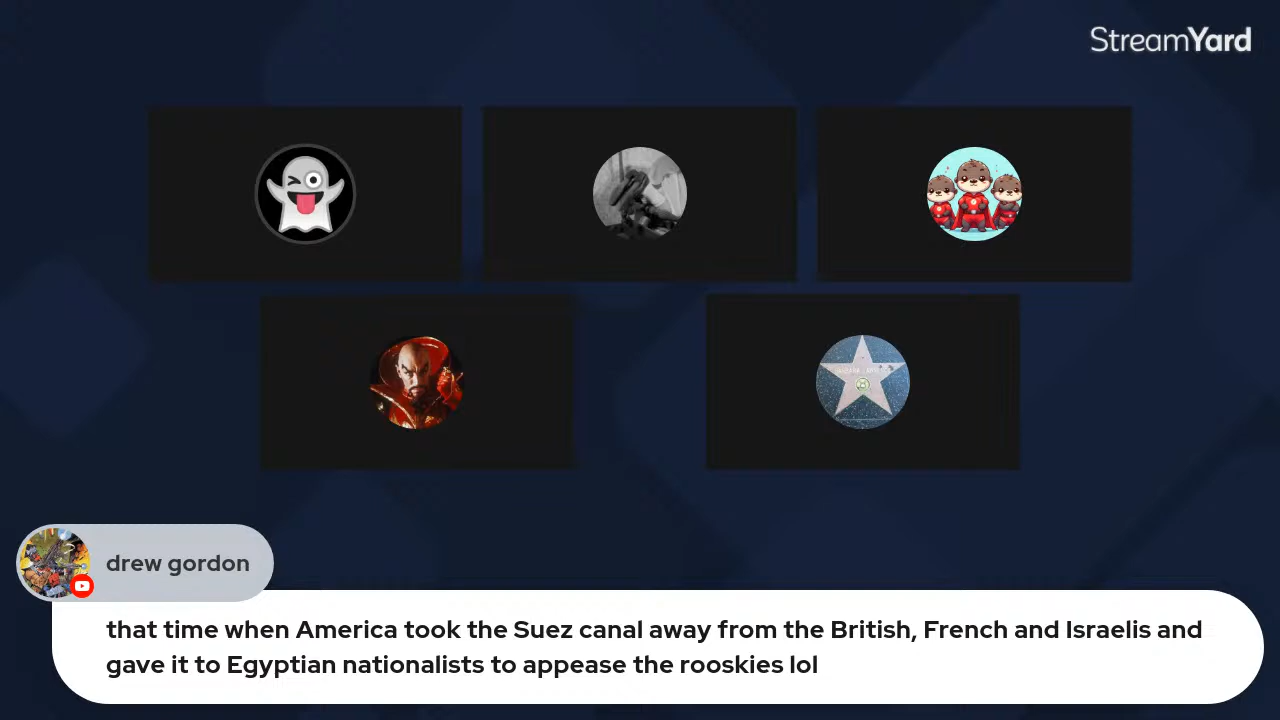 StreamYard
drew gordon
that time when America took the Suez canal away from the British, French and Israelis and
gave it to Egyptian nationalists to appease the rooskies lol